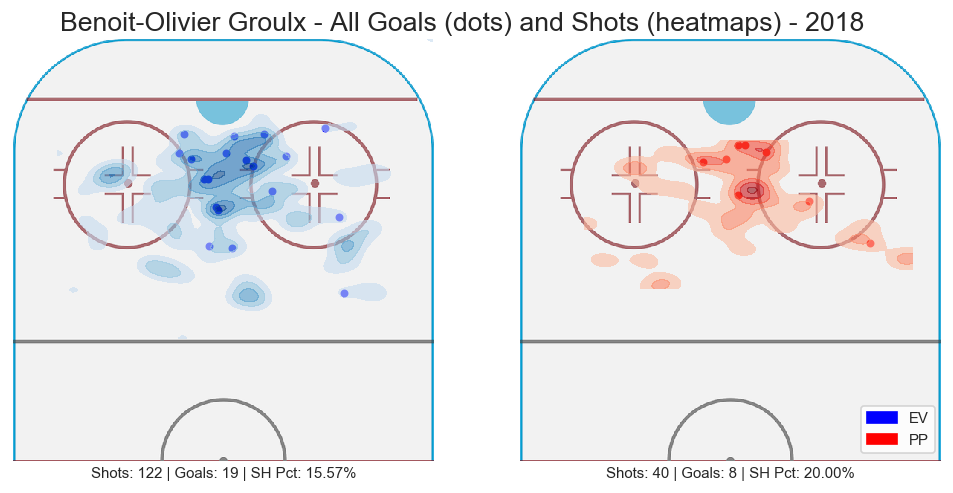 Benoit-Olivier Groulx - All Goals (dots) and Shots (heatmaps) - 2018
EV
PP
Shots: 122 | Goals: 19 | SH Pct: 15.57%
Shots: 40 | Goals: 8 | SH Pct: 20.00%